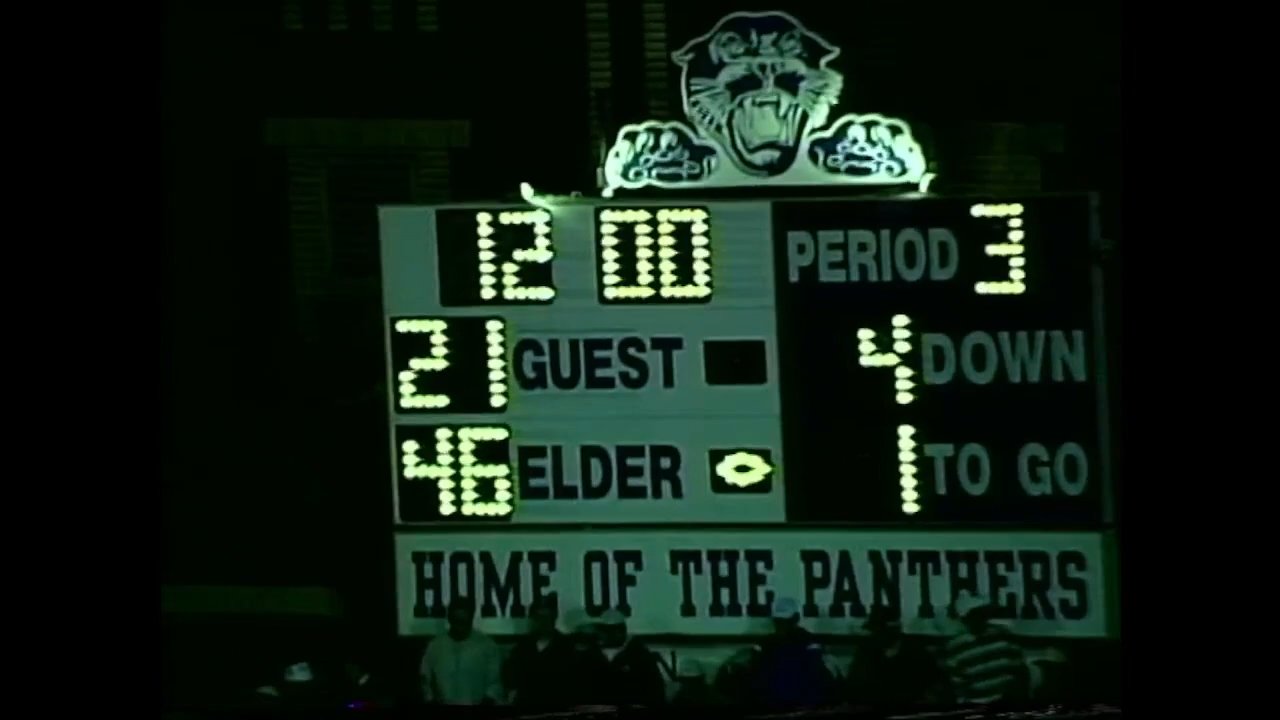 12 00 PERIOD 3
21 GUEST 4 DOWN
46 ELDER 1 TO GO
HOME OF THE PANTHERS